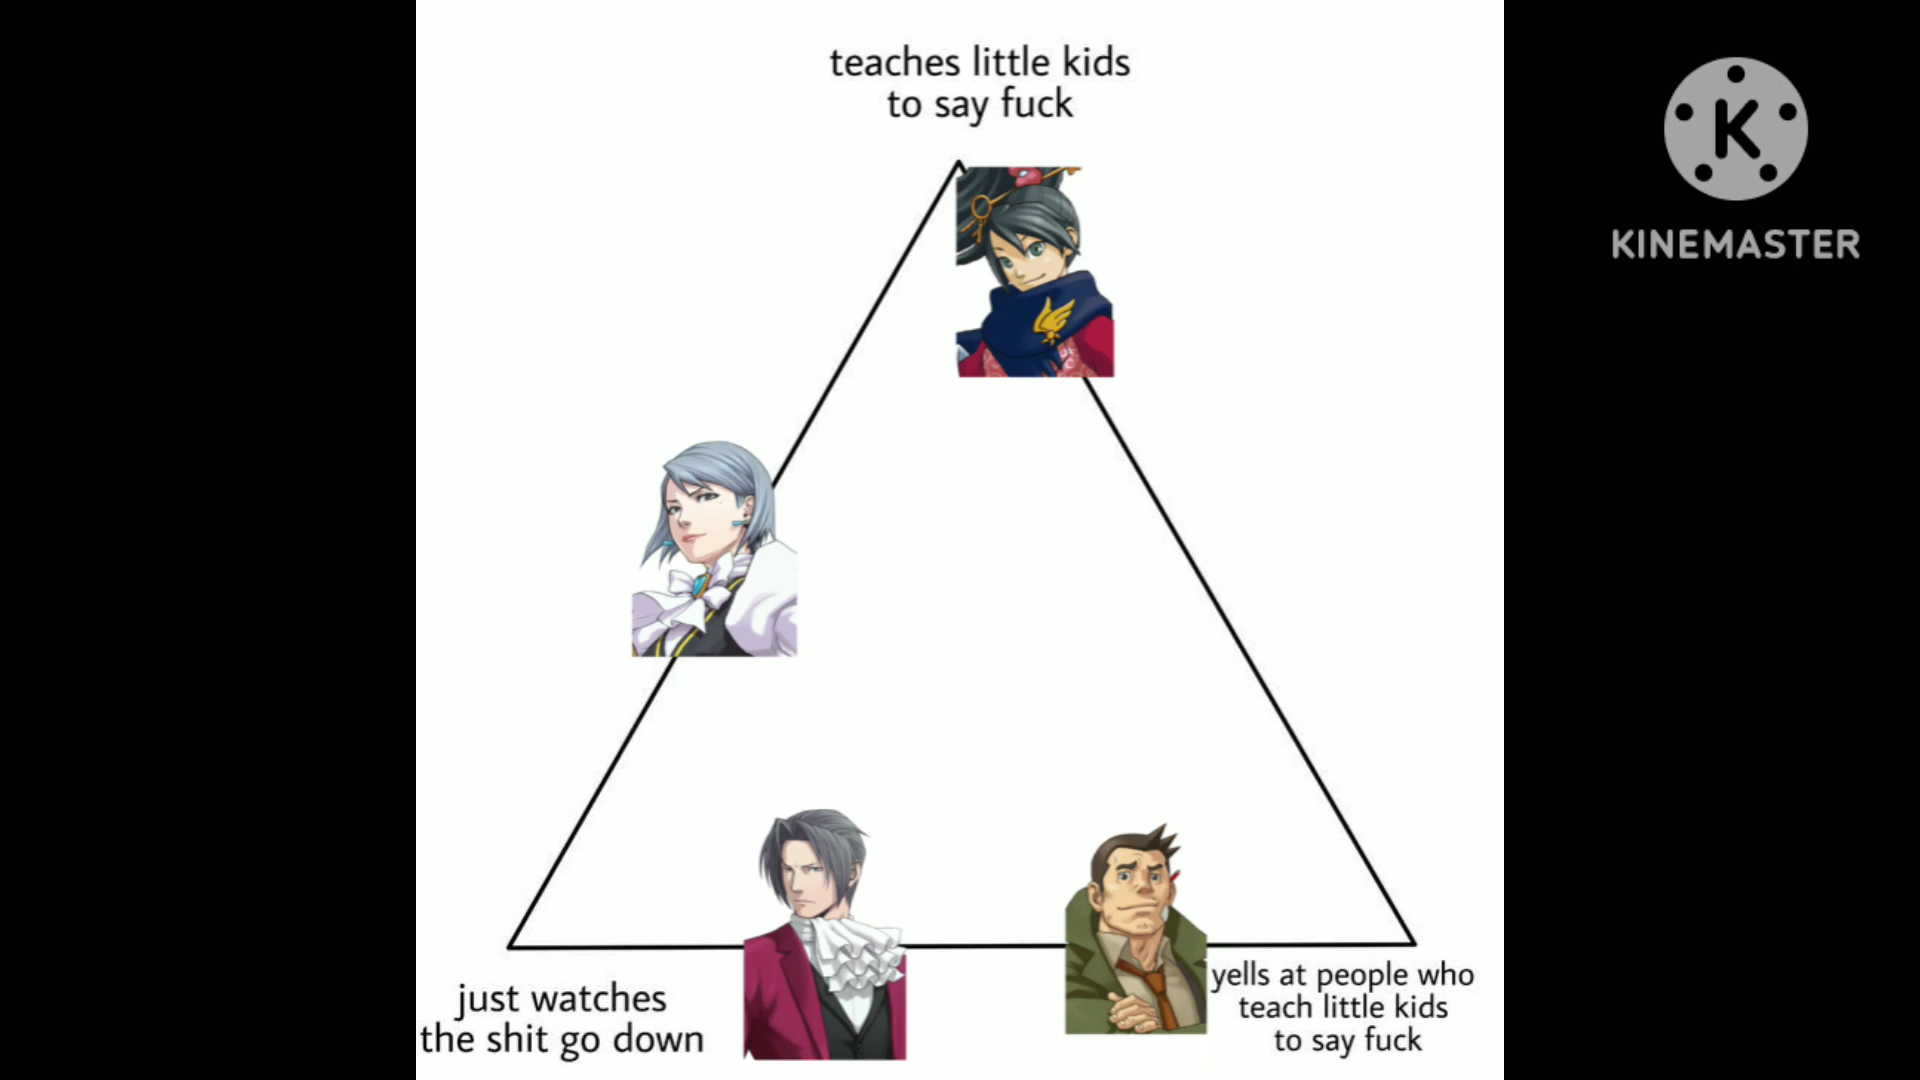 teaches little kids
to say fuck
K
KINEMASTER
just watches
the shit go down
yells at people who
teach little kids
to say fuck